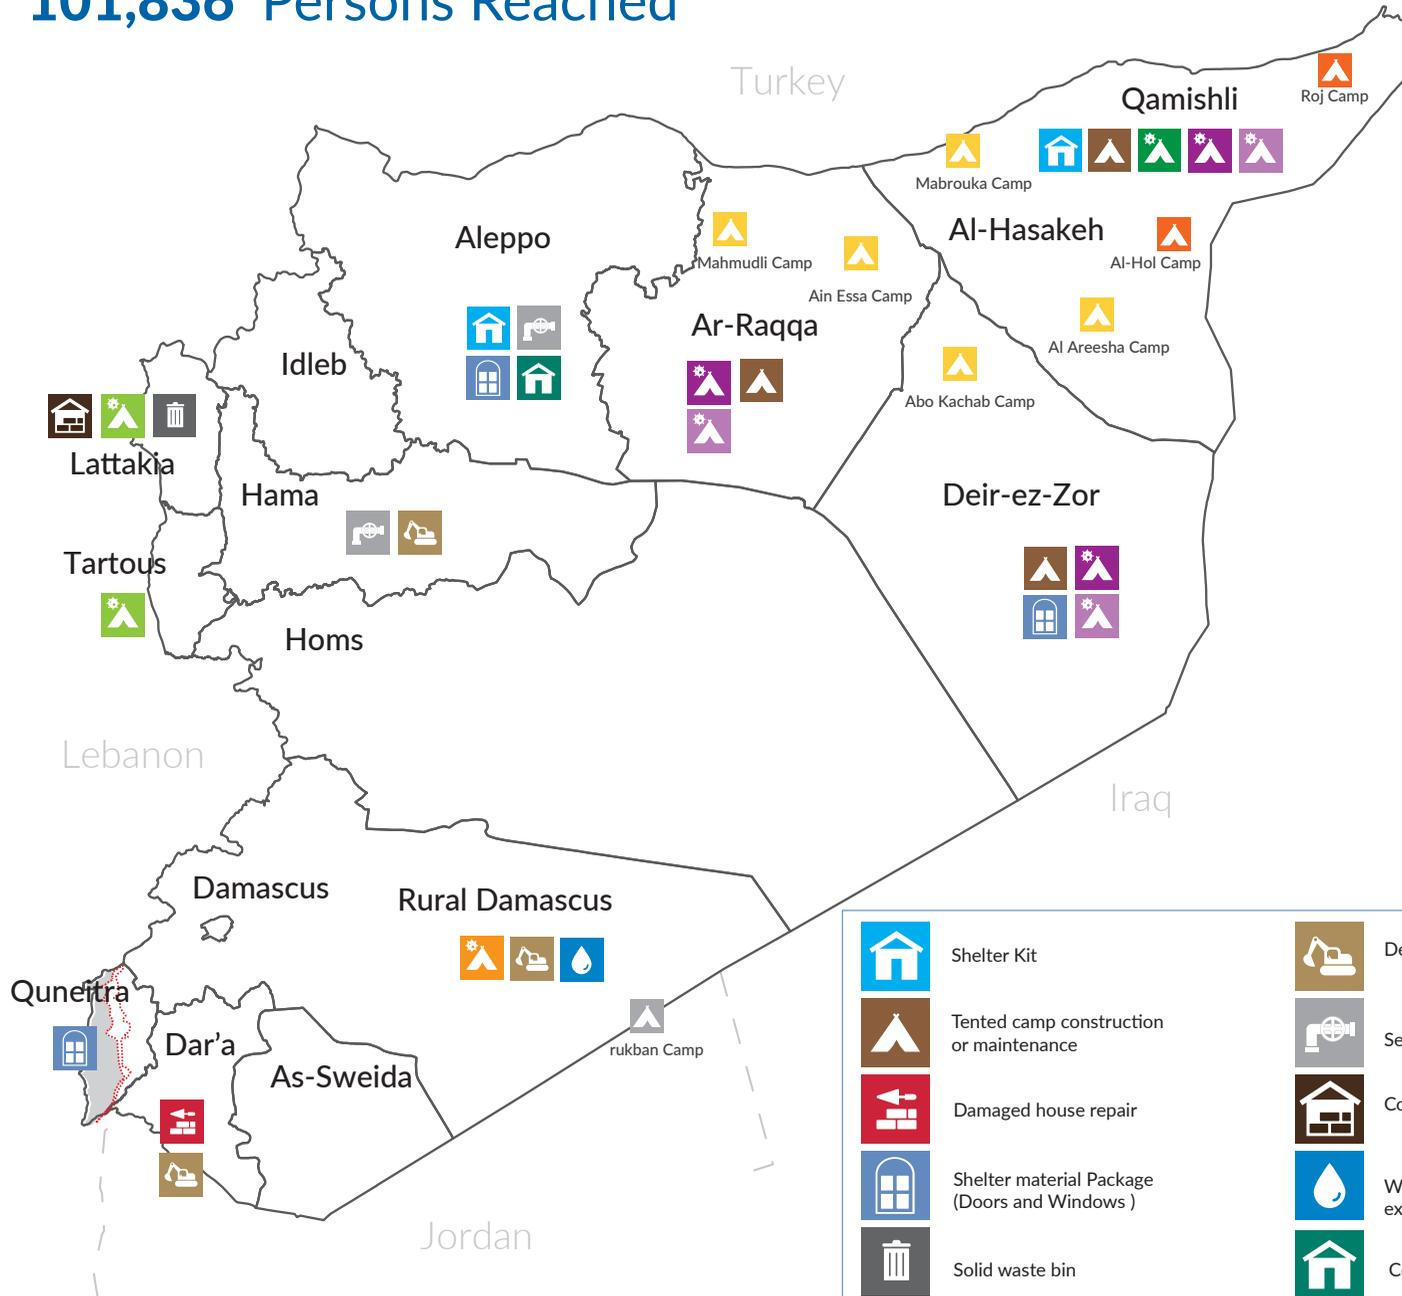 101,836 Persons Reached
Turkey
Qamishli
Roj Camp
Mabrouka Camp
Aleppo
Al-Hasakeh
Mahmudli Camp
Al-Hol Camp
Ain Essa Camp
Ar-Raqqa
Al Areesha Camp
Idleb
Abo Kachab Camp
Lattakia
Hama
Deir-ez-Zor
Tartous
Homs
Lebanon
Iraq
Damascus
Rural Damascus
Quneitra
Dar'a
rukban Camp
As-Sweida
Jordan
Shelter Kit
Tented camp construction
or maintenance
Damaged house repair
Shelter material Package
(Doors and Windows )
Solid waste bin